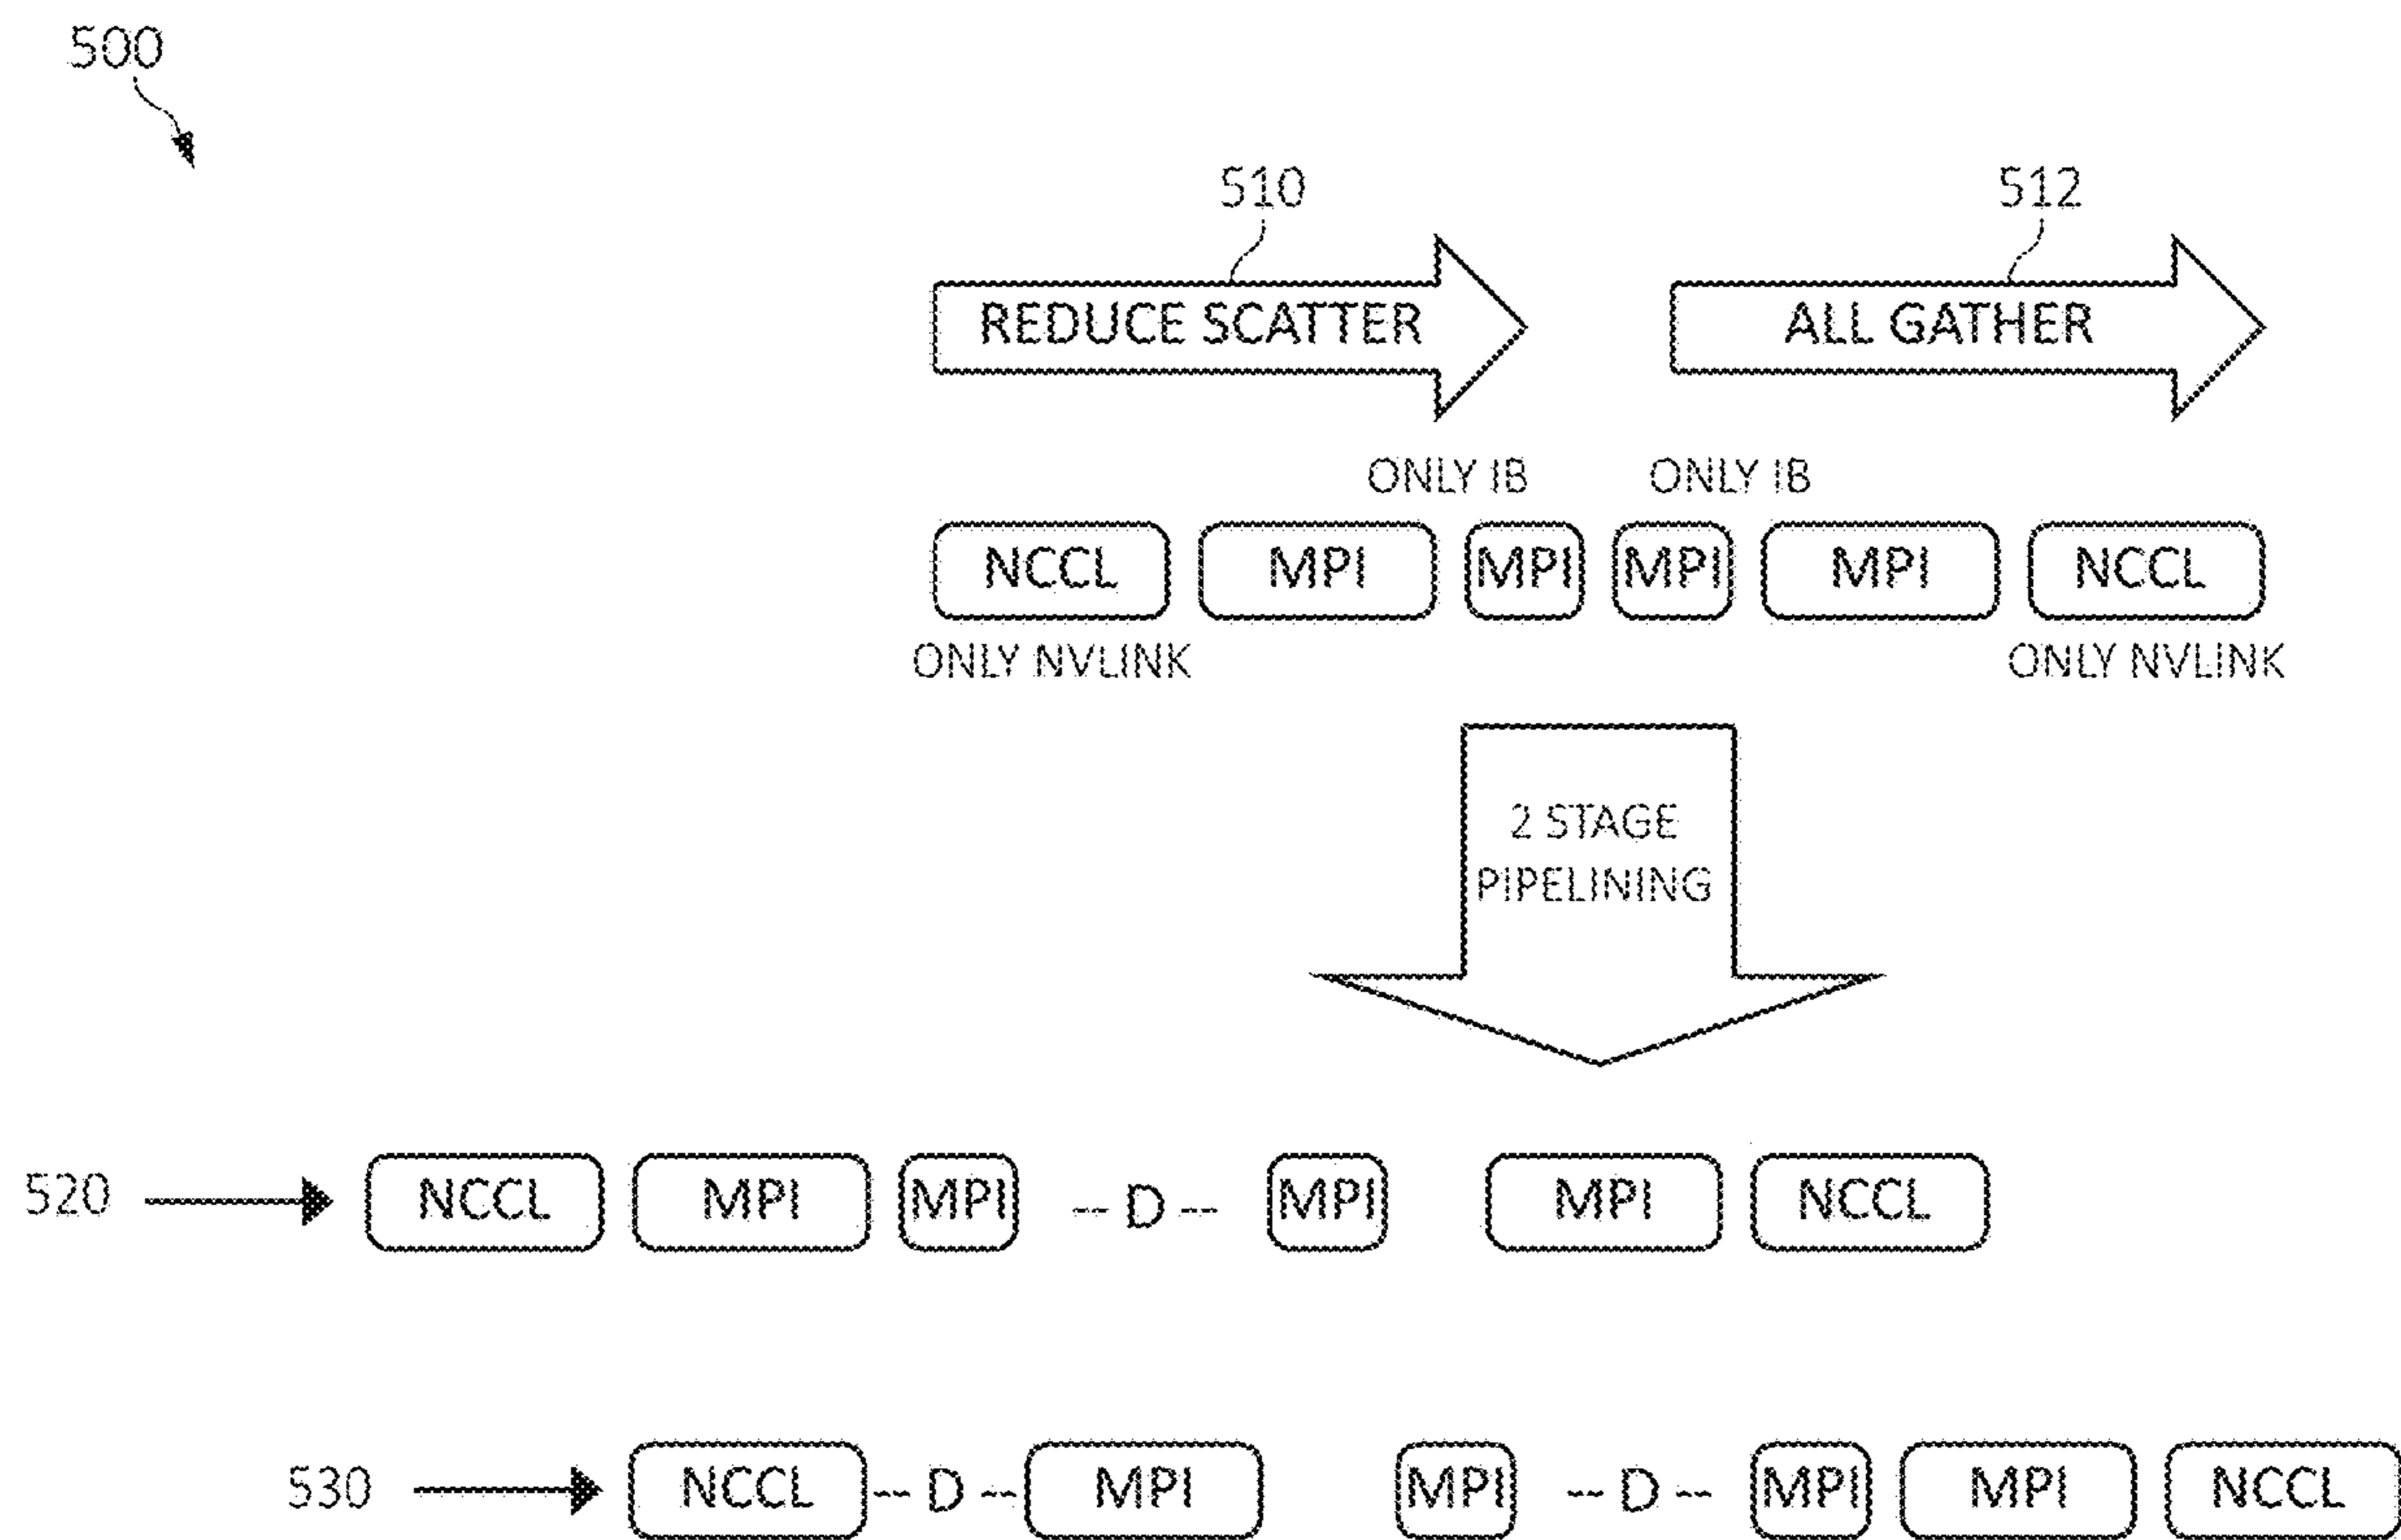 500
510 512
REDUCE SCATTER ALL GATHER
ONLY IB ONLY IB
NCCL MPI MPI MPI MPI NCCL
ONLY NVLINK ONLY NVLINK
2 STAGE
PIPELINING
520 NCCL MPI MPI -- D -- MPI MPI NCCL
530 NCCL -- D -- MPI MPI -- D -- MPI MPI NCCL